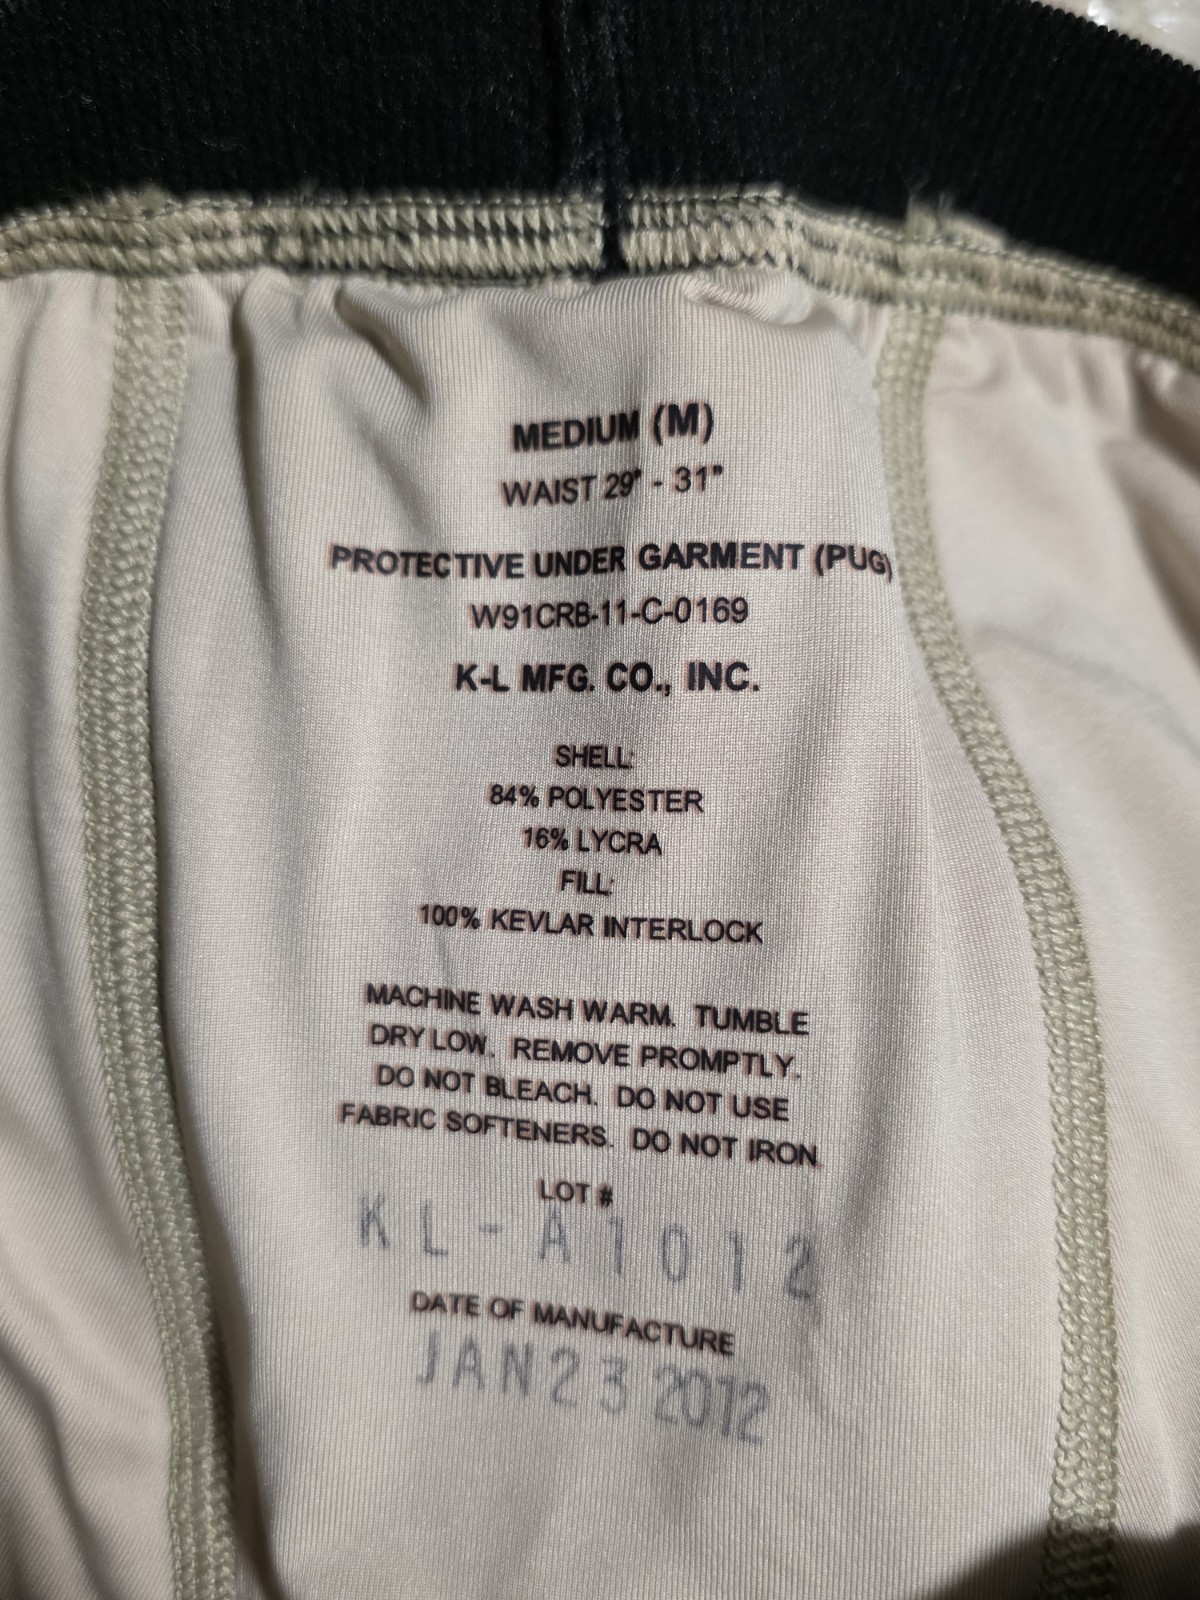 MEDIUM (M)
WAIST 29" - 31"
PROTECTIVE UNDER GARMENT (PUG)
W91CRB-11-C-0169
K-L MFG. CO., INC.
SHELL:
84% POLYESTER
16% LYCRA
FILL:
100% KEVLAR INTERLOCK
MACHINE WASH WARM. TUMBLE
DRY LOW. REMOVE PROMPTLY.
DO NOT BLEACH. DO NOT USE
FABRIC SOFTENERS. DO NOT IRON
LOT #
KL-A1012
DATE OF MANUFACTURE
JAN 23 2012